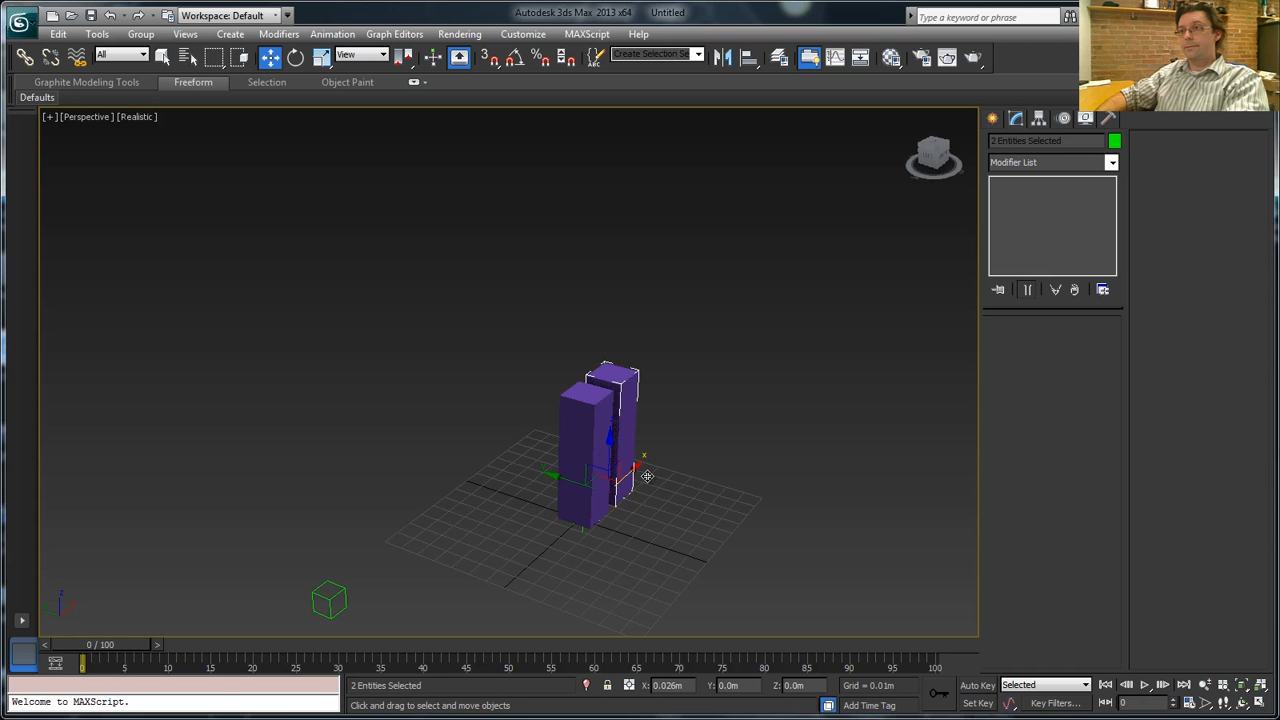 Workspace: Default
Autodesk 3ds Max 2013 x64
Untitled
Type a keyword or phrase
Edit Tools Group Views Create Modifiers Animation Graph Editors Rendering Customize MAXScript Help
All
View
3
Create Selection Se
Graphite Modeling Tools Freeform Selection Object Paint
Defaults
[+] [Perspective] [Realistic]
2 Entities Selected
Modifier List
x
z
0 / 100
0 5 10 15 20 25 30 35 40 45 50 55 60 65 70 75 80 85 90 95 100
2 Entities Selected
X: 0.026m Y: 0.0m Z: 0.0m
Grid = 0.01m
Auto Key
Selected
Welcome to MAXScript.
Click and drag to select and move objects
Add Time Tag
Set Key
Key Filters...
0